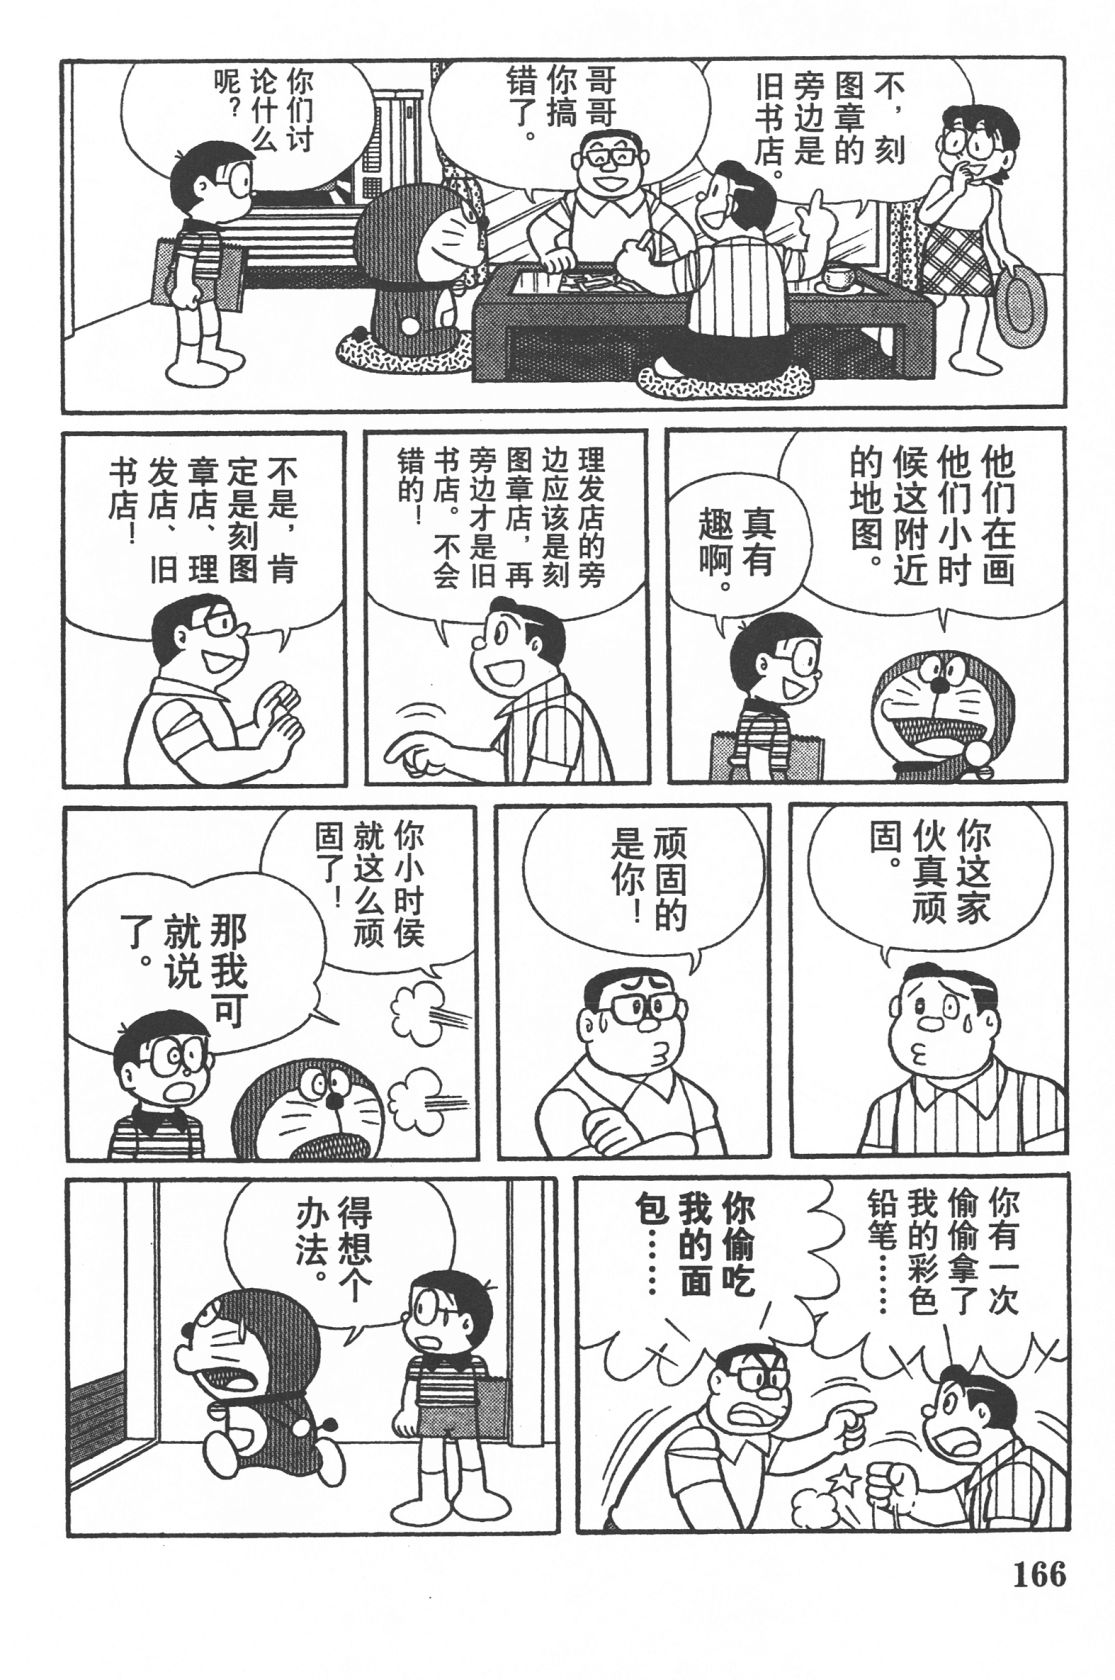 不，刻
图章的
旁边是
旧书店。
哥哥
你搞
错了。
你们讨
论什么
呢？
他们在画
他们小时
候这附近
的地图。
真有
趣啊。
理发店的旁
边应该是刻
图章店，再
旁边才是旧
书店。不会
错的！
不是，肯
定是刻图
章店、理
发店、旧
书店！
你这家
伙真顽
固。
顽固的
是你！
你小时侯
就这么顽
固了！
那我可
就说
了。
你有一次
偷偷拿了
我的彩色
铅笔……
你偷吃
我的面
包……
得想个
办法。
166